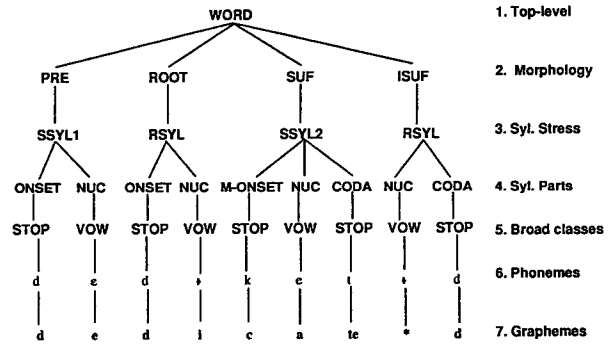 WORD 1. Top-level
PRE ROOT SUF ISUF 2. Morphology
SSYL1 RSYL SSYL2 RSYL 3. Syl. Stress
ONSET NUC ONSET NUC M-ONSET NUC CODA NUC CODA 4. Syl. Parts
STOP VOW STOP VOW STOP VOW STOP VOW STOP 5. Broad classes
d ɛ d ɨ k e t ɨ d 6. Phonemes
d e d i c a te * d 7. Graphemes